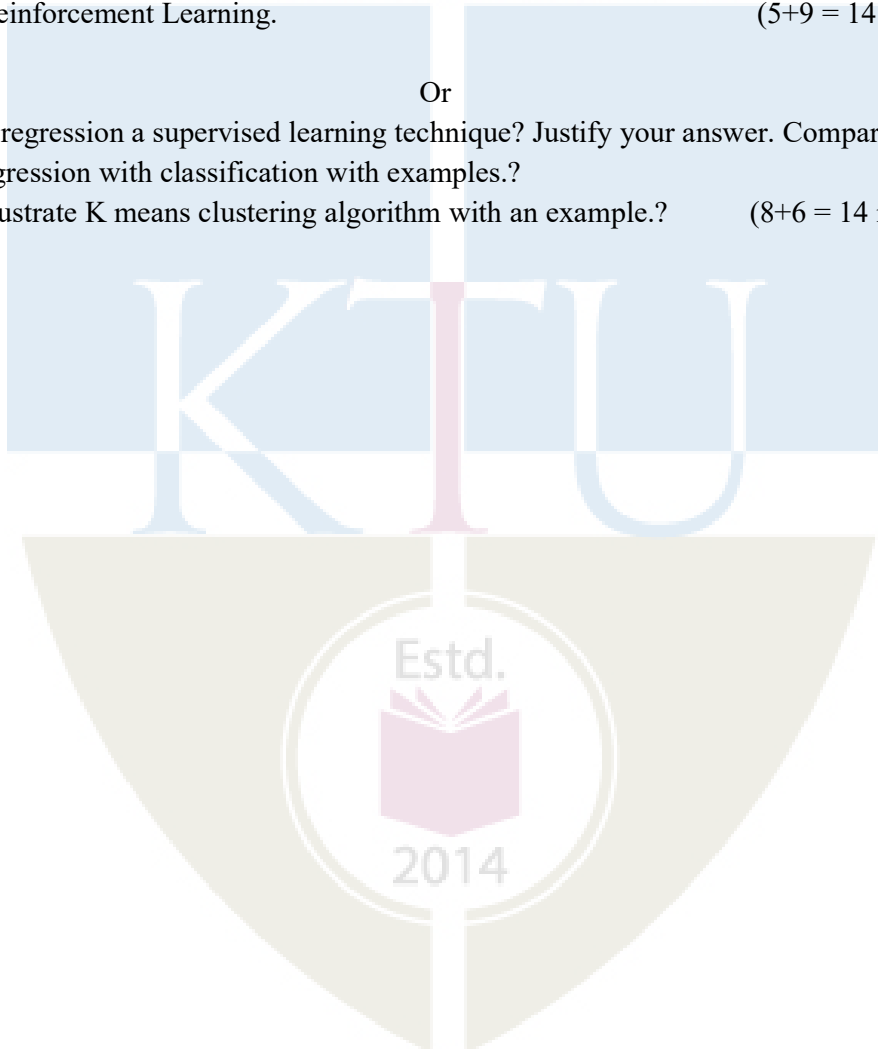 einforcement Learning. (5+9 = 14
Or
regression a supervised learning technique? Justify your answer. Compar
gression with classification with examples.?
ustrate K means clustering algorithm with an example.? (8+6 = 14
KTU
Estd.
2014